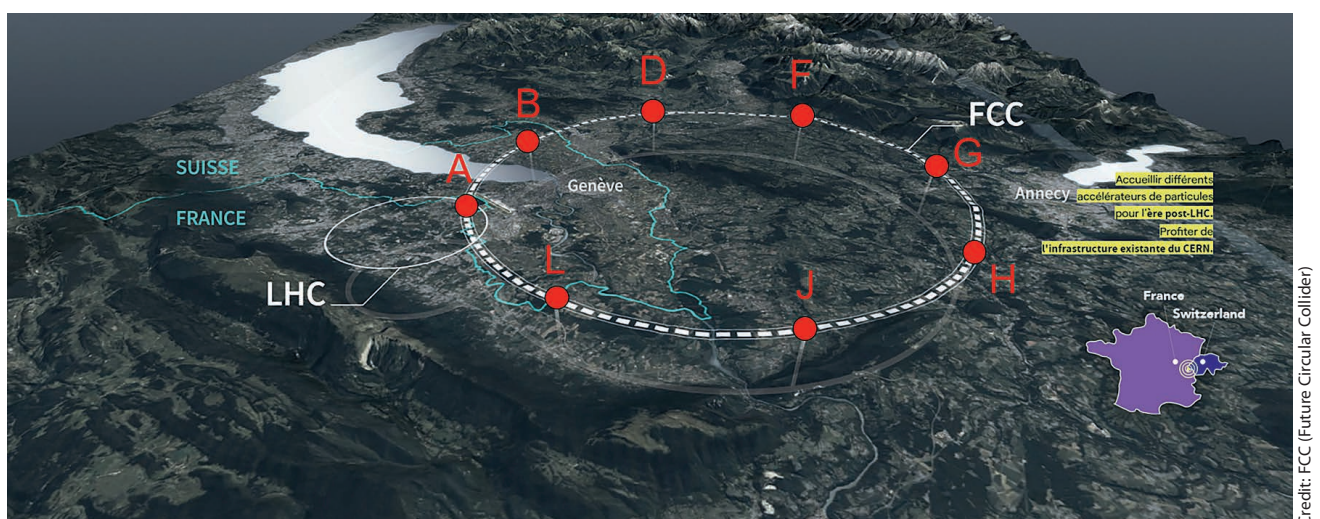 D
F
B
FCC
A
G
SUISSE
Genève
Annecy
Accueillir différents
accélérateurs de particules
pour l'ère post-LHC.
Profiter de
l'infrastructure existante du CERN.
FRANCE
L
H
J
LHC
France
Switzerland
Credit: FCC (Future Circular Collider)